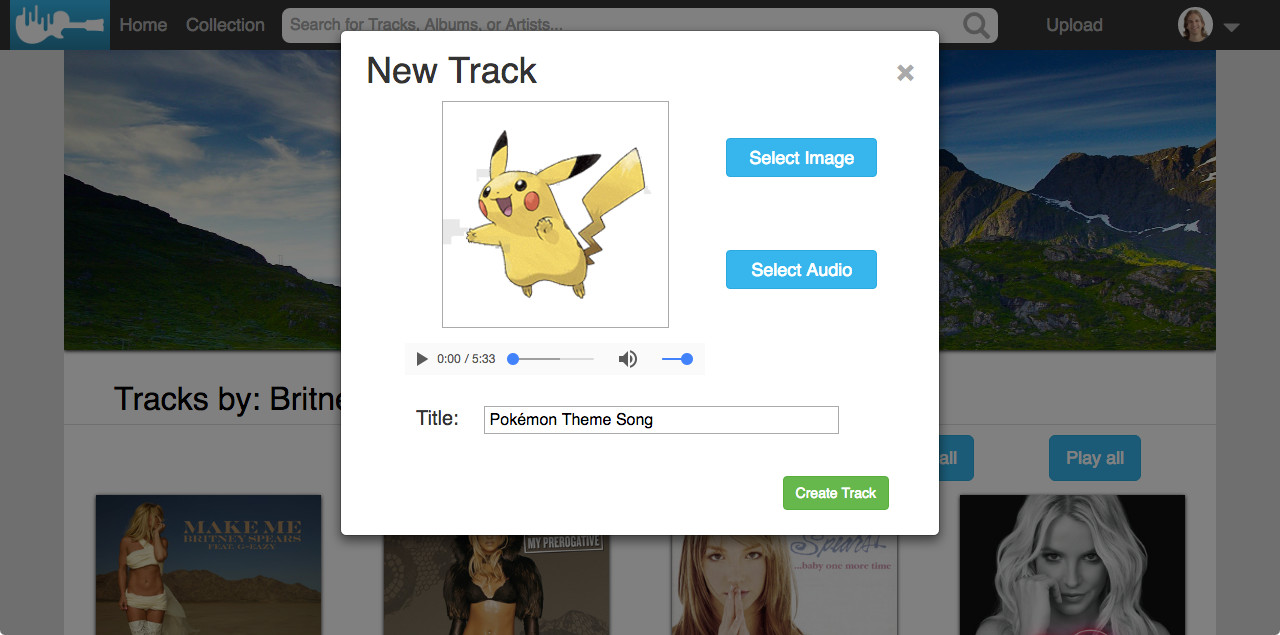 Home
Collection
Search for Tracks, Albums, or Artists...
Upload
New Track
Select Image
Select Audio
0:00 / 5:33
Tracks by: Britne
Title:
Pokémon Theme Song
all
Play all
Create Track
MAKE ME
BRITNEY SPEARS
FEAT. G-EAZY
MY PREROGATIVE
Spears
...baby one more time